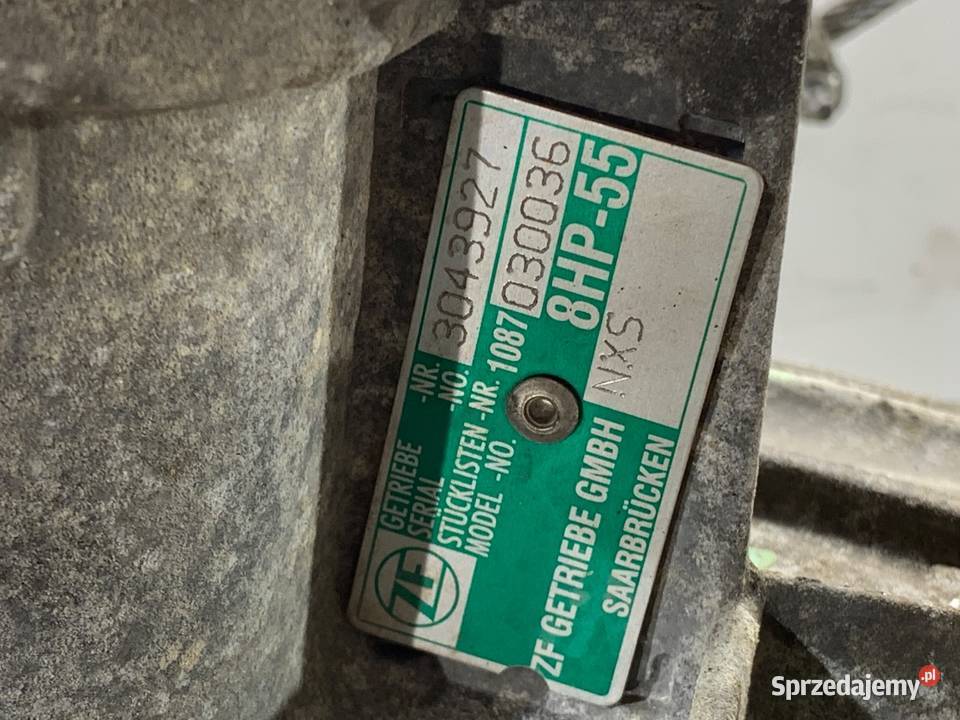 GETRIEBE -NR.
SERIAL -NO. 3043927
STÜCKLISTEN -NR. 1087 030036
MODEL -NO.
8HP-55
ZF GETRIEBE GMBH NXS
SAARBRÜCKEN
ZF
Sprzedajemy.pl